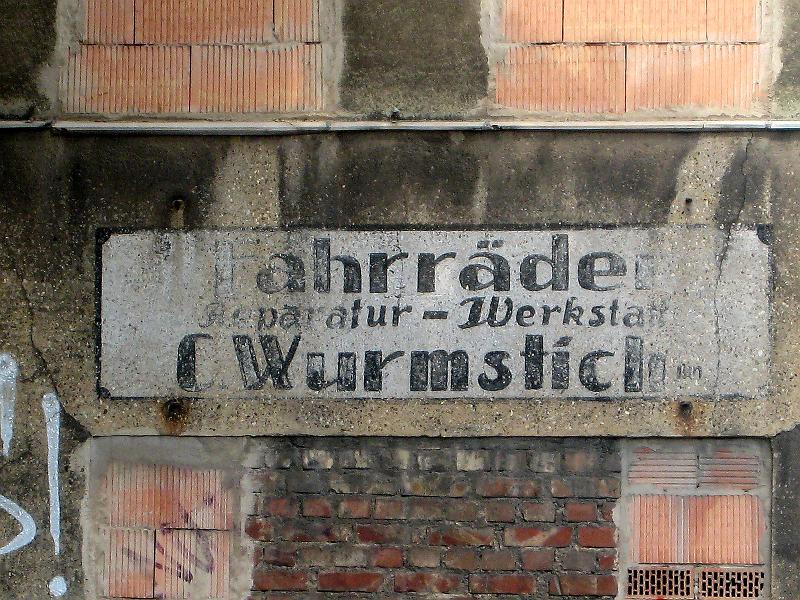 Fahrräder
Reparatur-Werkstatt
C. Wurmstich